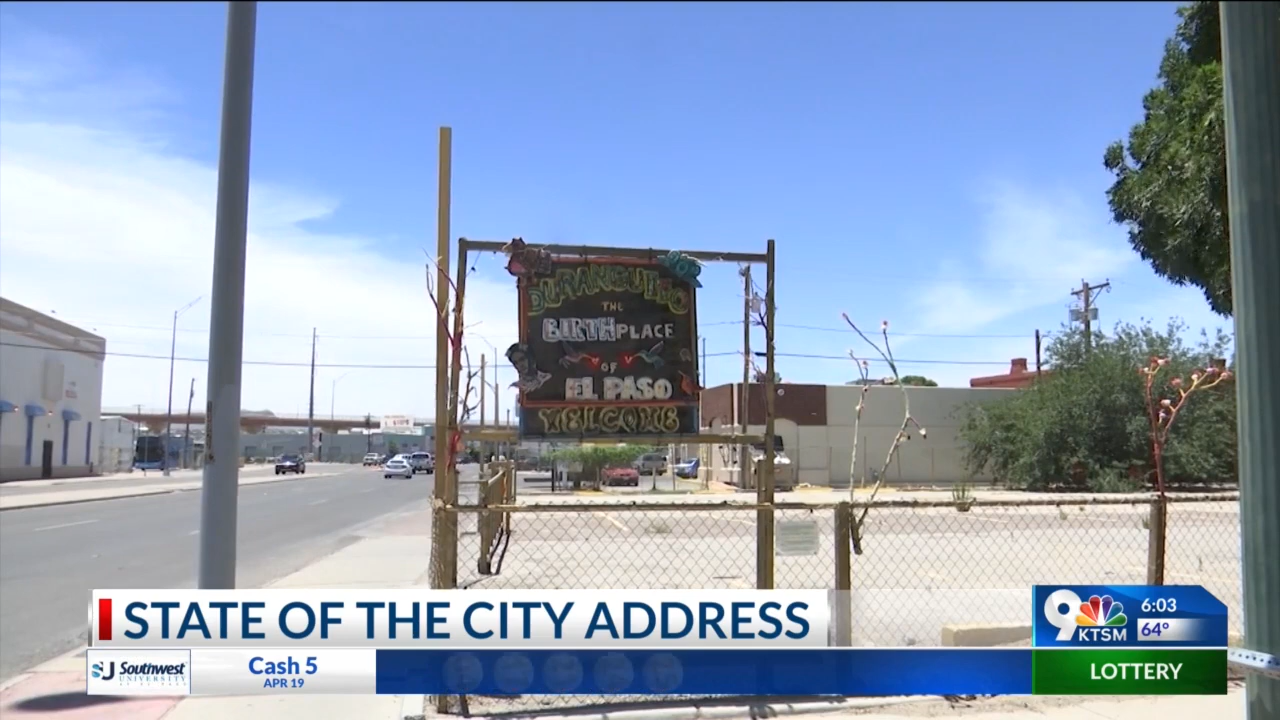 DURANGUITO
THE
BIRTHPLACE
OF
EL PASO
WELCOME
STATE OF THE CITY ADDRESS
9 KTSM
6:03
64°
Southwest
UNIVERSITY
Cash 5
APR 19
LOTTERY